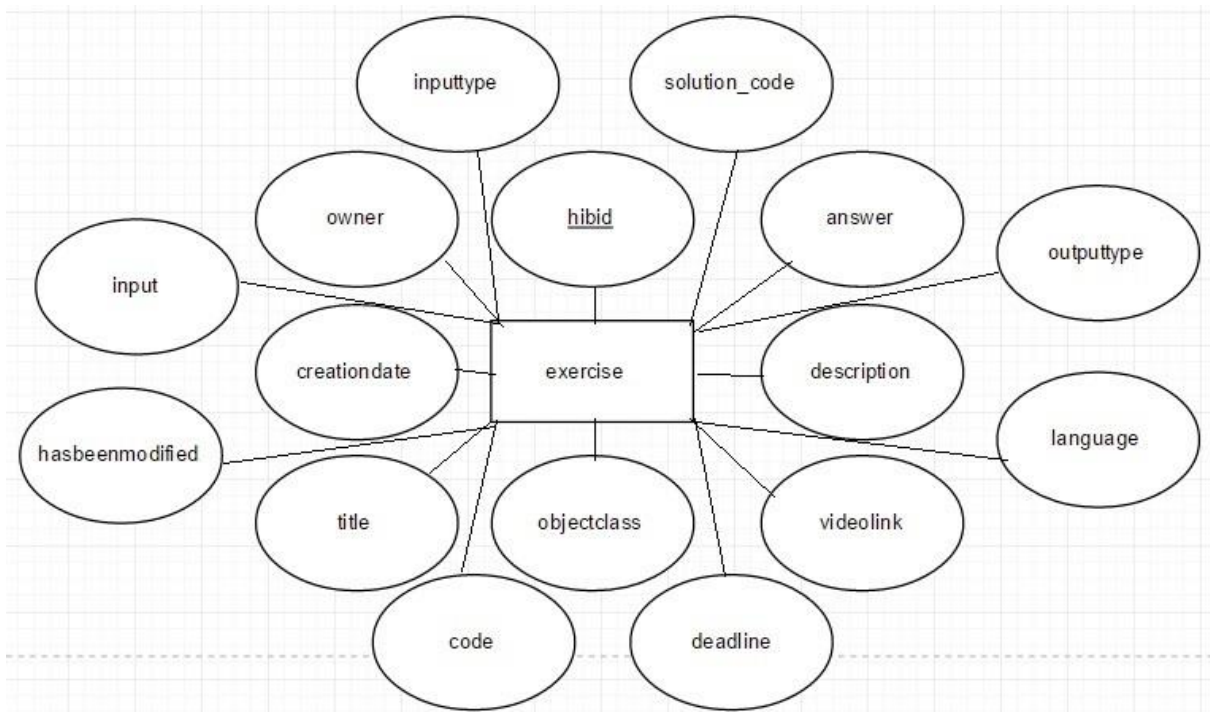 inputtype
solution_code
owner
hibid
answer
outputtype
input
creationdate
exercise
description
hasbeenmodified
language
title
objectclass
videolink
code
deadline